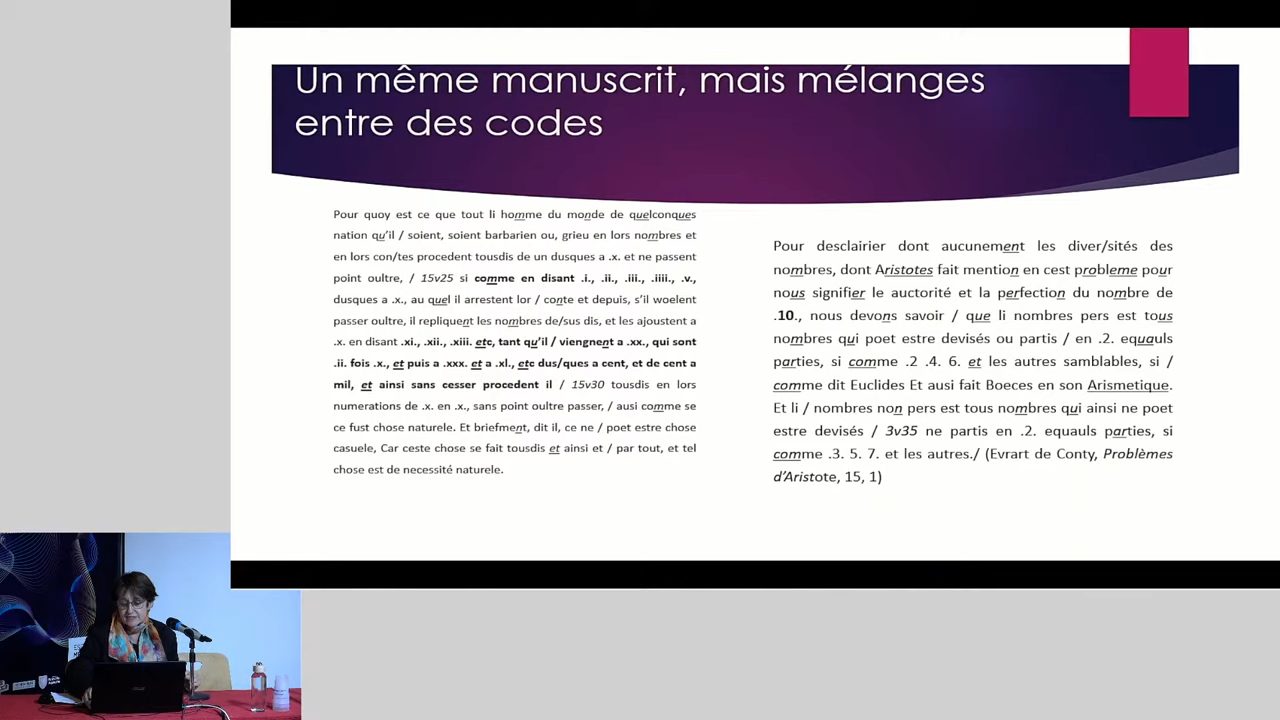 Un même manuscrit, mais mélanges
entre des codes
Pour quoy est ce que tout li homme du monde de quelconques
nation qu'il / soient, soient barbarien ou, grieu en lors nombres et
en lors con/tes procedent tousdis de un dusques a .x. et ne passent
point oultre, / 15v25 si comme en disant .i., .ii., .iii., .iiii., .v.,
dusques a .x., au quel il arrestent lor / conte et depuis, s'il woelent
passer oultre, il repliquent les nombres de/sus dis, et les ajoustent a
.x. en disant .xi., .xii., .xiii. etc, tant qu'il / viengnent a .xx., qui sont
.ii. fois .x., et puis a .xxx. et a .xl., etc dus/ques a cent, et de cent a
mil, et ainsi sans cesser procedent il / 15v30 tousdis en lors
numerations de .x. en .x., sans point oultre passer, / ausi comme se
ce fust chose naturele. Et briefment, dit il, ce ne / poet estre chose
casuele, Car ceste chose se fait tousdis et ainsi et / par tout, et tel
chose est de necessité naturele.
Pour desclairier dont aucunement les diver/sités des
nombres, dont Aristotes fait mention en cest probleme pour
nous signifier le auctorité et la perfection du nombre de
.10., nous devons savoir / que li nombres pers est tous
nombres qui poet estre devisés ou partis / en .2. equauls
parties, si comme .2 .4. 6. et les autres samblables, si /
comme dit Euclides Et ausi fait Boeces en son Arismetique.
Et li / nombres non pers est tous nombres qui ainsi ne poet
estre devisés / 3v35 ne partis en .2. equauls parties, si
comme .3. 5. 7. et les autres./ (Evrart de Conty, Problèmes
d'Aristote, 15, 1)